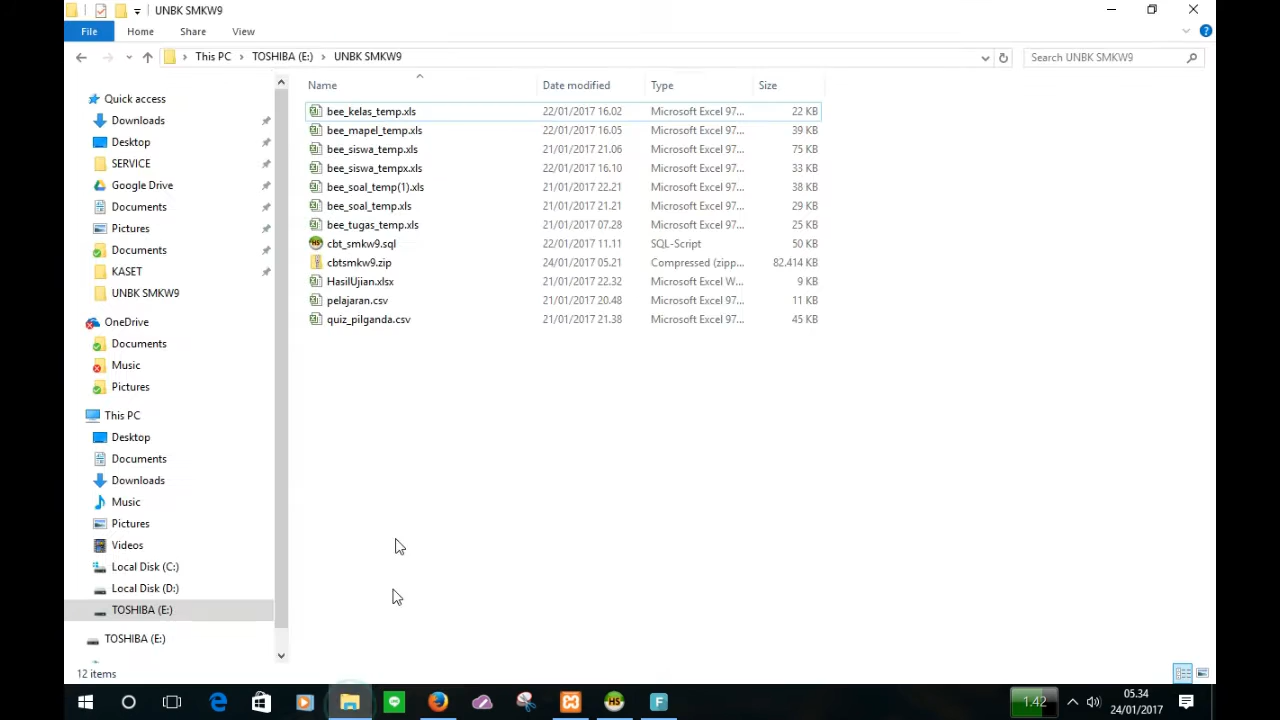 UNBK SMKW9
File Home Share View
This PC TOSHIBA (E:) UNBK SMKW9 Search UNBK SMKW9
Name Date modified Type Size
bee_kelas_temp.xls 22/01/2017 16.02 Microsoft Excel 97... 22 KB
bee_mapel_temp.xls 22/01/2017 16.05 Microsoft Excel 97... 39 KB
bee_siswa_temp.xls 21/01/2017 21.06 Microsoft Excel 97... 75 KB
bee_siswa_tempx.xls 22/01/2017 16.10 Microsoft Excel 97... 33 KB
bee_soal_temp(1).xls 21/01/2017 22.21 Microsoft Excel 97... 38 KB
bee_soal_temp.xls 21/01/2017 21.21 Microsoft Excel 97... 29 KB
bee_tugas_temp.xls 21/01/2017 07.28 Microsoft Excel 97... 25 KB
cbt_smkw9.sql 22/01/2017 11.11 SQL-Script 50 KB
cbtsmkw9.zip 24/01/2017 05.21 Compressed (zipp... 82.414 KB
HasilUjian.xlsx 21/01/2017 22.32 Microsoft Excel W... 9 KB
pelajaran.csv 21/01/2017 20.48 Microsoft Excel 97... 11 KB
quiz_pilganda.csv 21/01/2017 21.38 Microsoft Excel 97... 45 KB
Quick access
Downloads
Desktop
SERVICE
Google Drive
Documents
Pictures
Documents
KASET
UNBK SMKW9
OneDrive
Documents
Music
Pictures
This PC
Desktop
Documents
Downloads
Music
Pictures
Videos
Local Disk (C:)
Local Disk (D:)
TOSHIBA (E:)
TOSHIBA (E:)
12 items
1.42
05.34
24/01/2017